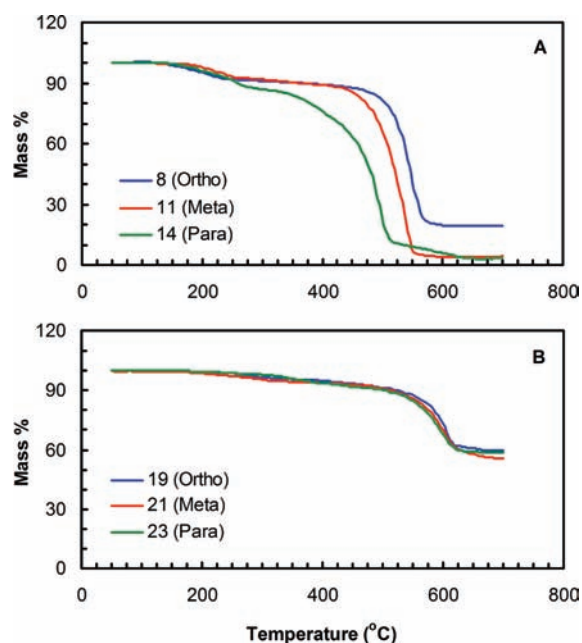 120
A
90
Mass %
60
8 (Ortho)
11 (Meta)
30
14 (Para)
0
0 200 400 600 800
120
B
90
Mass %
60
19 (Ortho)
30
21 (Meta)
23 (Para)
0
0 200 400 600 800
Temperature (°C)